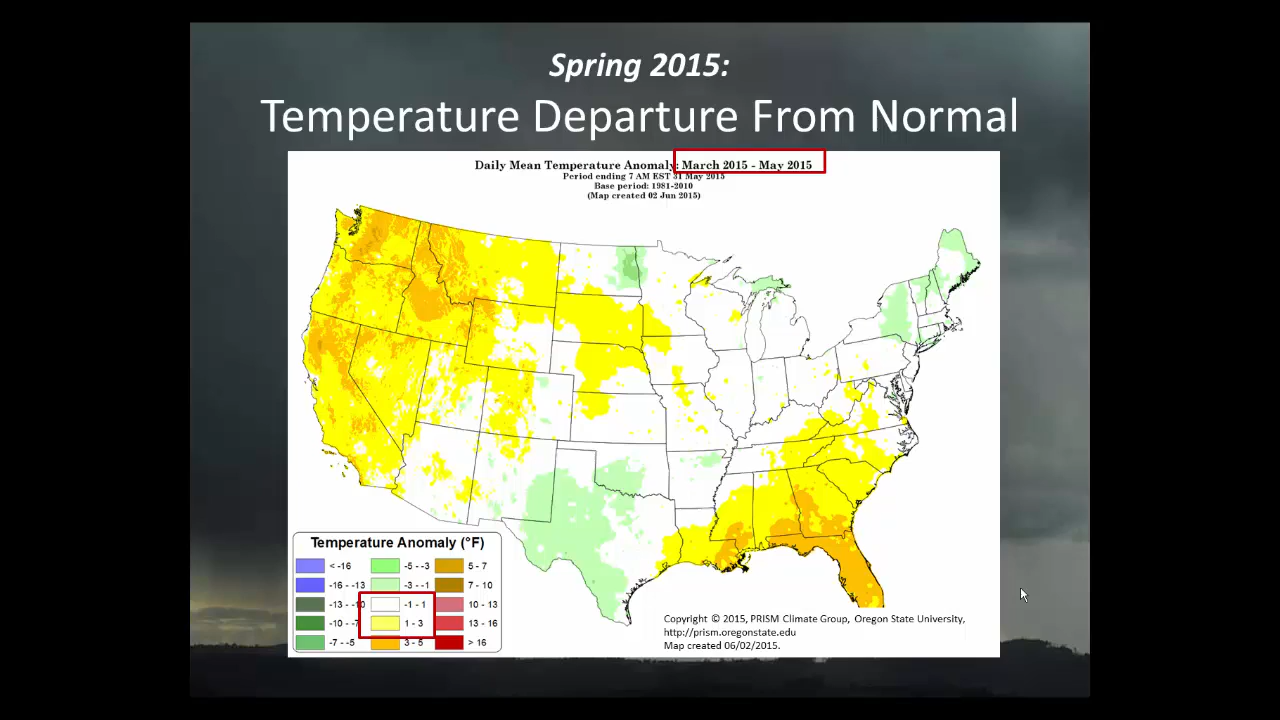 Spring 2015:
Temperature Departure From Normal
Daily Mean Temperature Anomaly: March 2015 - May 2015
Period ending 7 AM EST 31 May 2015
Base period: 1981-2010
(Map created 02 Jun 2015)
Temperature Anomaly (°F)
< -16 -5 - -3 5 - 7
-16 - -13 -3 - -1 7 - 10
-13 - -10 -1 - 1 10 - 13
-10 - -7 1 - 3 13 - 16
-7 - -5 3 - 5 > 16
Copyright © 2015, PRISM Climate Group, Oregon State University,
http://prism.oregonstate.edu
Map created 06/02/2015.